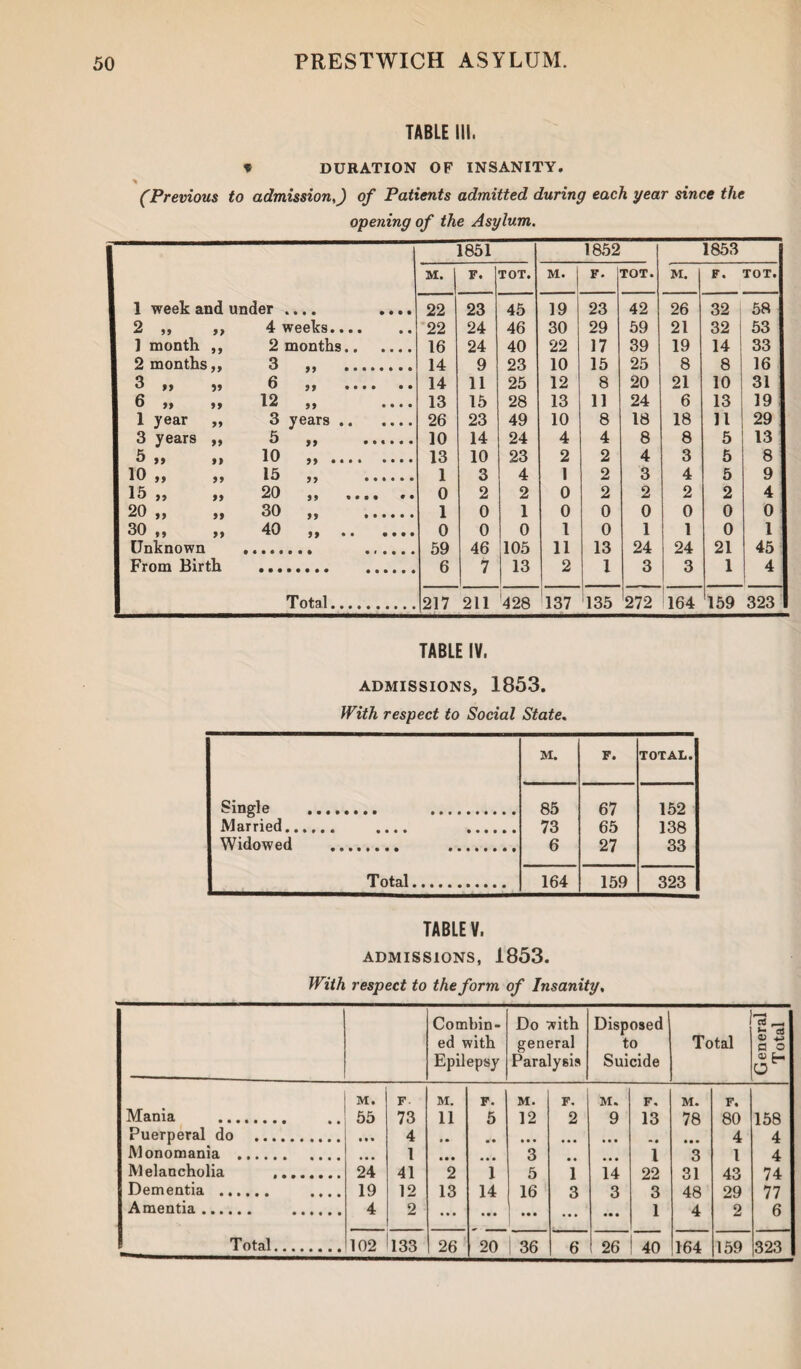 50 PRESTWICH ASYLUM.
TABLE III.
DURATION OF INSANITY.
(Previous to admission,) of Patients admitted during each year since the
opening of the Asylum.
1851 1852 1853
M. F. TOT. M. F. TOT. M. F. TOT.
1 week and under .... .... 22 23 45 19 23 42 26 32 58
2 ,, ,, 4 weeks.... .. 22 24 46 30 29 59 21 32 53
1 month ,, 2 months.. .... 16 24 40 22 17 39 19 14 33
2 months,, 3 ,, ........ 14 9 23 10 15 25 8 8 16
3 ,, ,, 6 ,, .... .. 14 11 25 12 8 20 21 10 31
6 ,, ,, 12 ,, .... 13 15 28 13 11 24 6 13 19
1 year ,, 3 years .. .... 26 23 49 10 8 18 18 11 29
3 years ,, 5 ,, ...... 10 14 24 4 4 8 8 5 13
5 ,, ,, 10 ,, .... .... 13 10 23 2 2 4 3 5 8
10 ,, ,, 15 ,, ...... 1 3 4 1 2 3 4 5 9
15 ,, ,, 20 ,, .... .. 0 2 2 0 2 2 2 2 4
20 ,, ,, 30 ,, ...... 1 0 1 0 0 0 0 0 0
30 ,, ,, 40 ,, .. .... 0 0 0 1 0 1 1 0 1
Unknown ........ ...... 59 46 105 11 13 24 24 21 45
From Birth ........ ...... 6 7 13 2 1 3 3 1 4
Total........... 217 211 428 137 135 272 164 159 323
TABLE IV.
ADMISSIONS, 1853.
With respect to Social State.
M. F. TOTAL.
Single ........ .......... 85 67 152
Married...... .... ...... 73 65 138
Widowed ........ ........ 6 27 33
Total............ 164 159 323
TABLE V.
ADMISSIONS, 1853.
With respect to the form of Insanity.
Combined with Epilepsy Do with general Paralysis Disposed to Suicide Total General Total
M. F. M. F. M. F. M. F. M. F.
Mania ........ .. 55 73 11 5 12 2 9 13 78 80 158
Puerperal do .......... ... 4 .. .. ... ... ... .. ... 4 4
Monomania ...... .... ... 1 ... ... 3 .. ... 1 3 1 4
Melancholia ........ 24 41 2 1 5 1 14 22 31 43 74
Dementia ...... .... 19 12 13 14 16 3 3 3 48 29 77
Amentia...... ...... 4 2 ... ... ... ... ... 1 4 2 6
Total......... 102 133 26 20 36 6 26 40 164 159 323